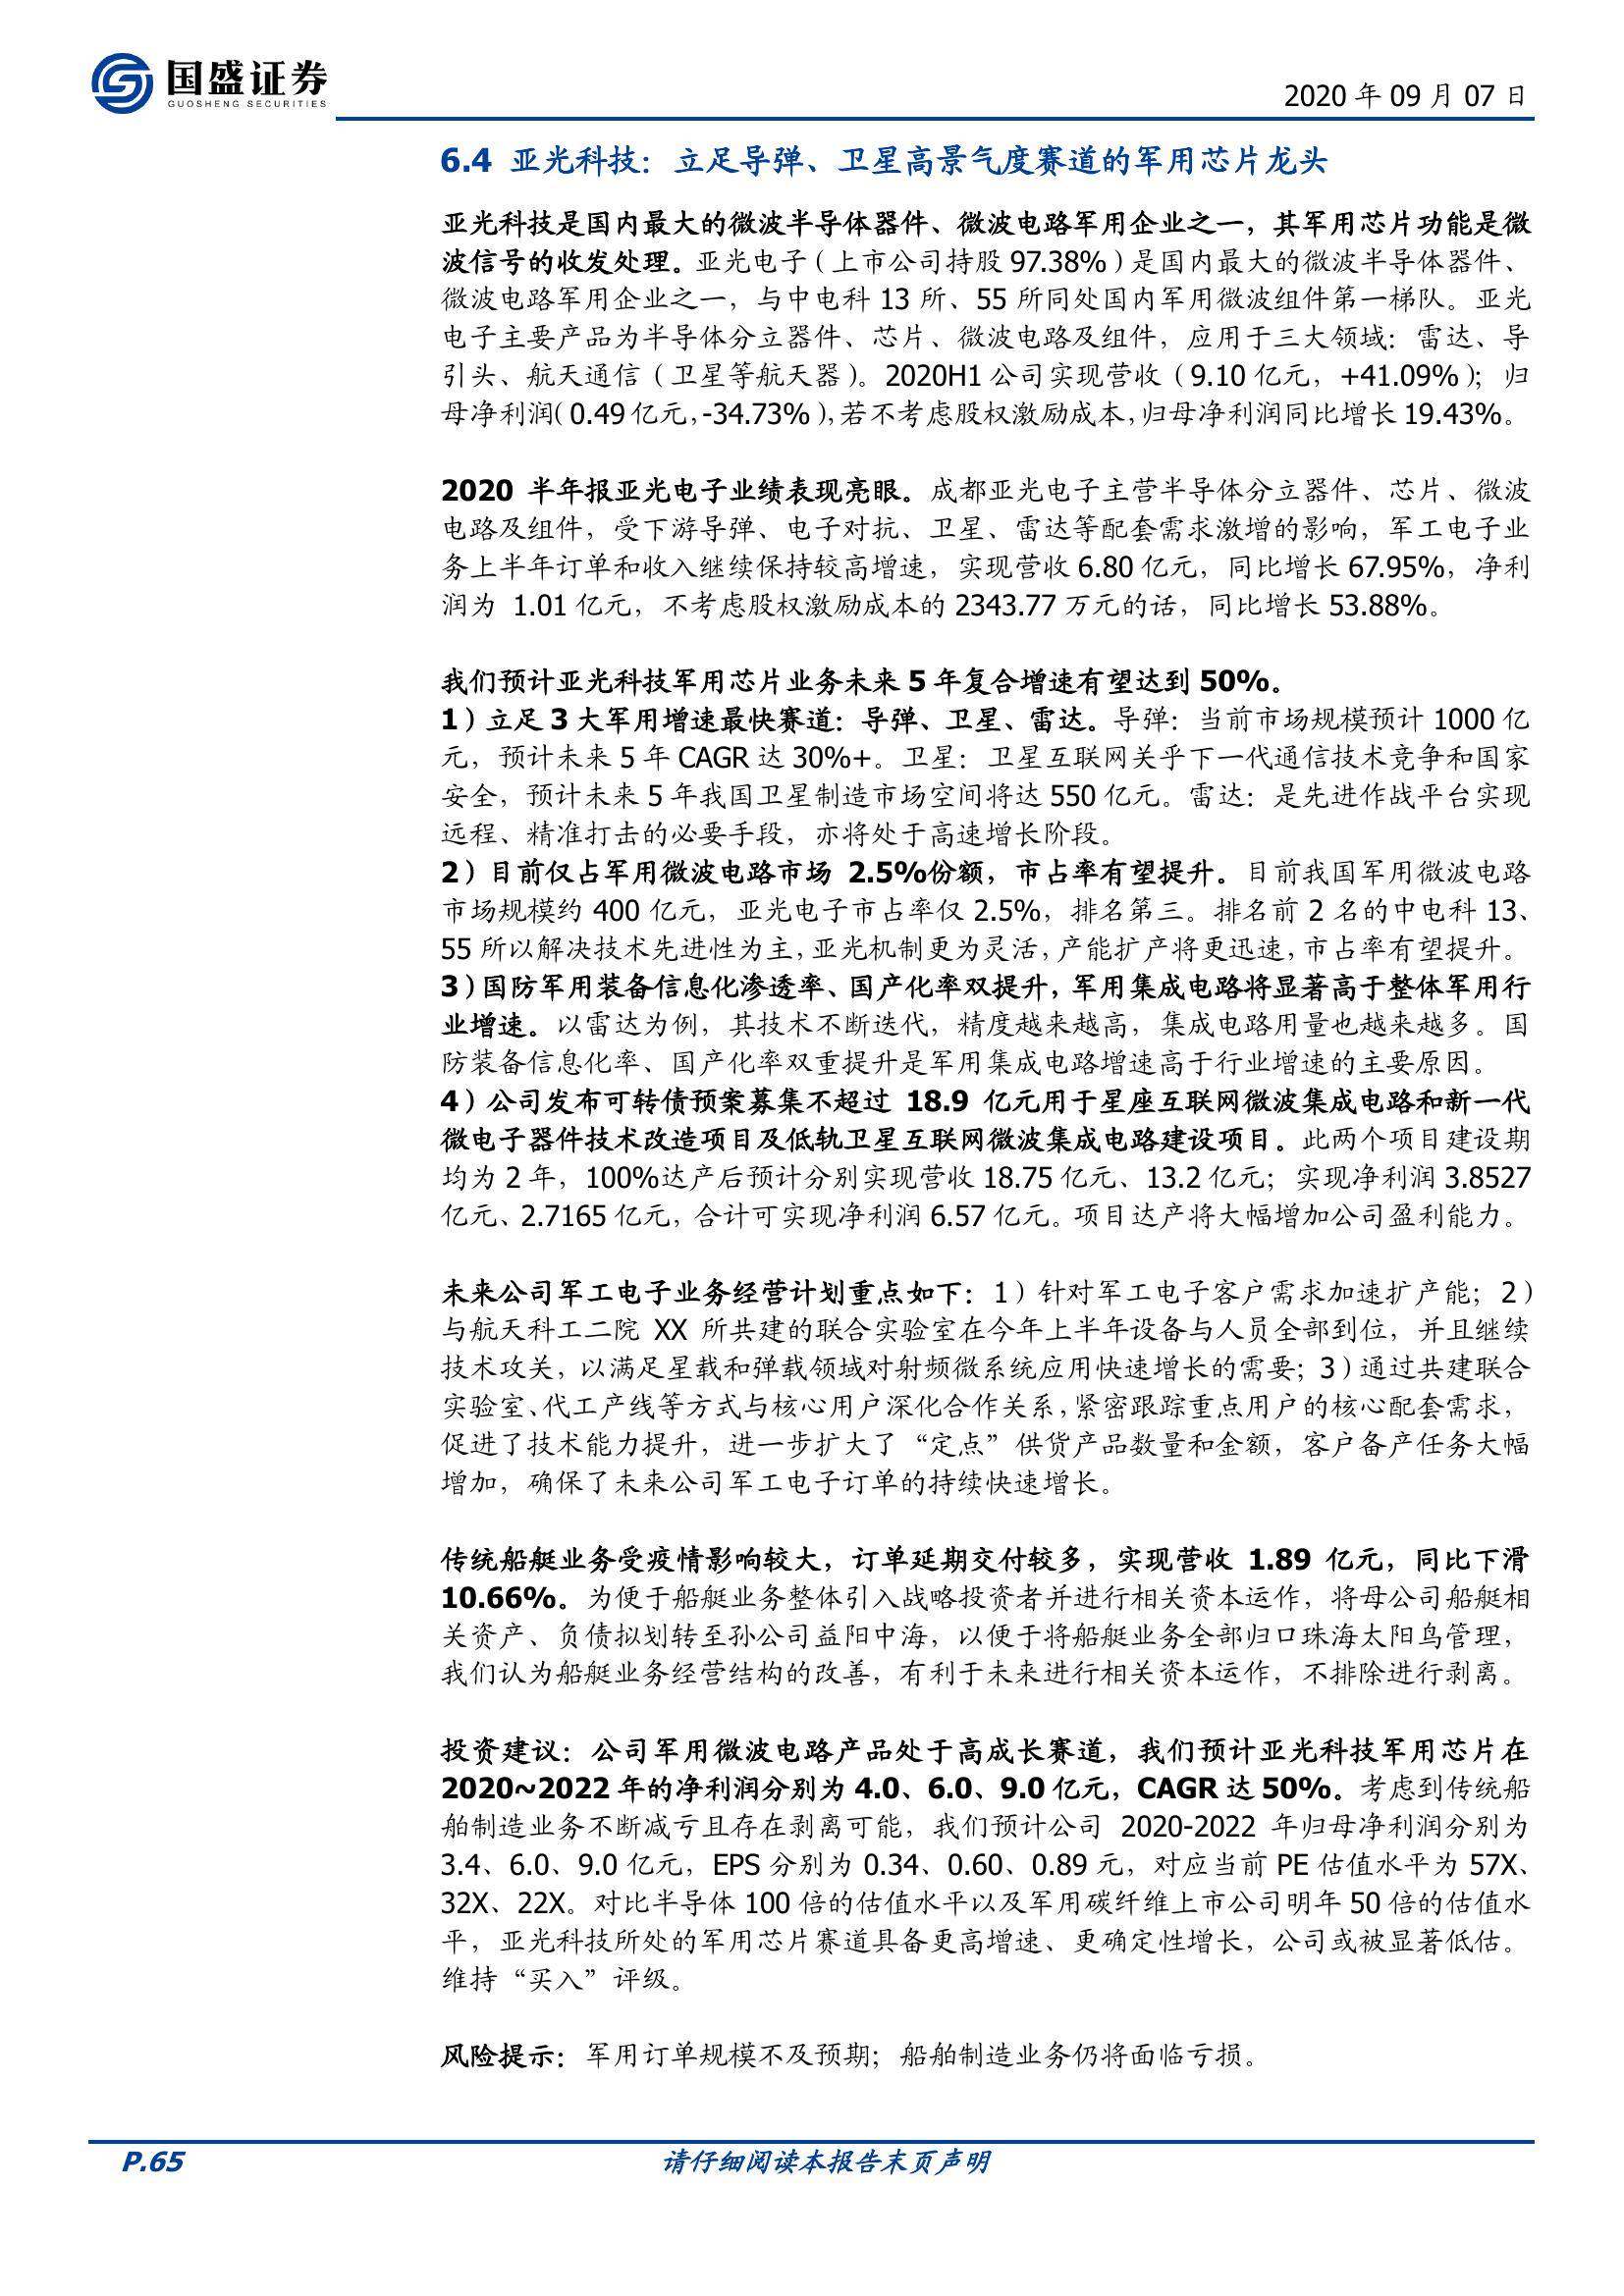 国盛证券
GUOSHENG SECURITIES
2020 年 09 月 07 日
6.4 亚光科技：立足导弹、卫星高景气度赛道的军用芯片龙头
亚光科技是国内最大的微波半导体器件、微波电路军用企业之一，其军用芯片功能是微
波信号的收发处理。亚光电子（上市公司持股 97.38%）是国内最大的微波半导体器件、
微波电路军用企业之一，与中电科 13 所、55 所同处国内军用微波组件第一梯队。亚光
电子主要产品为半导体分立器件、芯片、微波电路及组件，应用于三大领域：雷达、导
引头、航天通信（卫星等航天器）。2020H1 公司实现营收（9.10 亿元，+41.09%）；归
母净利润（0.49 亿元，-34.73%），若不考虑股权激励成本，归母净利润同比增长 19.43%。
2020 半年报亚光电子业绩表现亮眼。成都亚光电子主营半导体分立器件、芯片、微波
电路及组件，受下游导弹、电子对抗、卫星、雷达等配套需求激增的影响，军工电子业
务上半年订单和收入继续保持较高增速，实现营收 6.80 亿元，同比增长 67.95%，净利
润为 1.01 亿元，不考虑股权激励成本的 2343.77 万元的话，同比增长 53.88%。
我们预计亚光科技军用芯片业务未来 5 年复合增速有望达到 50%。
1）立足 3 大军用增速最快赛道：导弹、卫星、雷达。导弹：当前市场规模预计 1000 亿
元，预计未来 5 年 CAGR 达 30%+。卫星：卫星互联网关乎下一代通信技术竞争和国家
安全，预计未来 5 年我国卫星制造市场空间将达 550 亿元。雷达：是先进作战平台实现
远程、精准打击的必要手段，亦将处于高速增长阶段。
2）目前仅占军用微波电路市场 2.5%份额，市占率有望提升。目前我国军用微波电路
市场规模约 400 亿元，亚光电子市占率仅 2.5%，排名第三。排名前 2 名的中电科 13、
55 所以解决技术先进性为主，亚光机制更为灵活，产能扩产将更迅速，市占率有望提升。
3）国防军用装备信息化渗透率、国产化率双提升，军用集成电路将显著高于整体军用行
业增速。以雷达为例，其技术不断迭代，精度越来越高，集成电路用量也越来越多。国
防装备信息化率、国产化率双重提升是军用集成电路增速高于行业增速的主要原因。
4）公司发布可转债预案募集不超过 18.9 亿元用于星座互联网微波集成电路和新一代
微电子器件技术改造项目及低轨卫星互联网微波集成电路建设项目。此两个项目建设期
均为 2 年，100%达产后预计分别实现营收 18.75 亿元、13.2 亿元；实现净利润 3.8527
亿元、2.7165 亿元，合计可实现净利润 6.57 亿元。项目达产将大幅增加公司盈利能力。
未来公司军工电子业务经营计划重点如下：1）针对军工电子客户需求加速扩产能；2）
与航天科工二院 XX 所共建的联合实验室在今年上半年设备与人员全部到位，并且继续
技术攻关，以满足星载和弹载领域对射频微系统应用快速增长的需要；3）通过共建联合
实验室、代工产线等方式与核心用户深化合作关系，紧密跟踪重点用户的核心配套需求，
促进了技术能力提升，进一步扩大了“定点”供货产品数量和金额，客户备产任务大幅
增加，确保了未来公司军工电子订单的持续快速增长。
传统船艇业务受疫情影响较大，订单延期交付较多，实现营收 1.89 亿元，同比下滑
10.66%。为便于船艇业务整体引入战略投资者并进行相关资本运作，将母公司船艇相
关资产、负债拟划转至孙公司益阳中海，以便于将船艇业务全部归口珠海太阳鸟管理，
我们认为船艇业务经营结构的改善，有利于未来进行相关资本运作，不排除进行剥离。
投资建议：公司军用微波电路产品处于高成长赛道，我们预计亚光科技军用芯片在
2020~2022 年的净利润分别为 4.0、6.0、9.0 亿元，CAGR 达 50%。考虑到传统船
舶制造业务不断减亏且存在剥离可能，我们预计公司 2020-2022 年归母净利润分别为
3.4、6.0、9.0 亿元，EPS 分别为 0.34、0.60、0.89 元，对应当前 PE 估值水平为 57X、
32X、22X。对比半导体 100 倍的估值水平以及军用碳纤维上市公司明年 50 倍的估值水
平，亚光科技所处的军用芯片赛道具备更高增速、更确定性增长，公司或被显著低估。
维持“买入”评级。
风险提示：军用订单规模不及预期；船舶制造业务仍将面临亏损。
P.65
请仔细阅读本报告末页声明